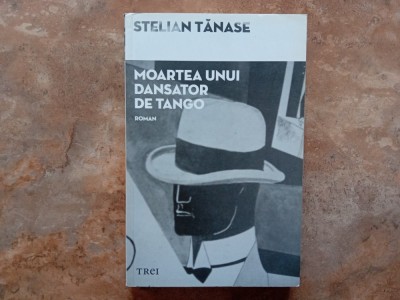 STELIAN TĂNASE
MOARTEA UNUI
DANSATOR
DE TANGO
ROMAN
TREI